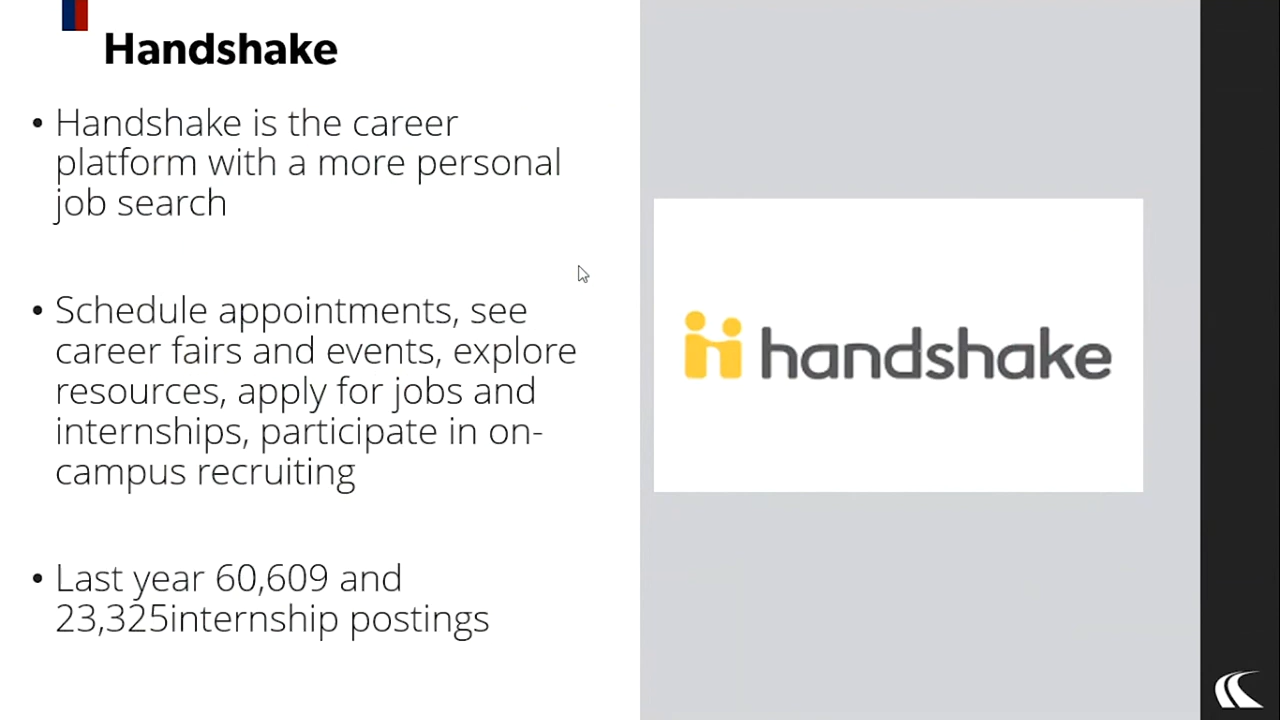 Handshake
• Handshake is the career
platform with a more personal
job search
• Schedule appointments, see
career fairs and events, explore
resources, apply for jobs and
internships, participate in on-
campus recruiting
• Last year 60,609 and
23,325internship postings
handshake